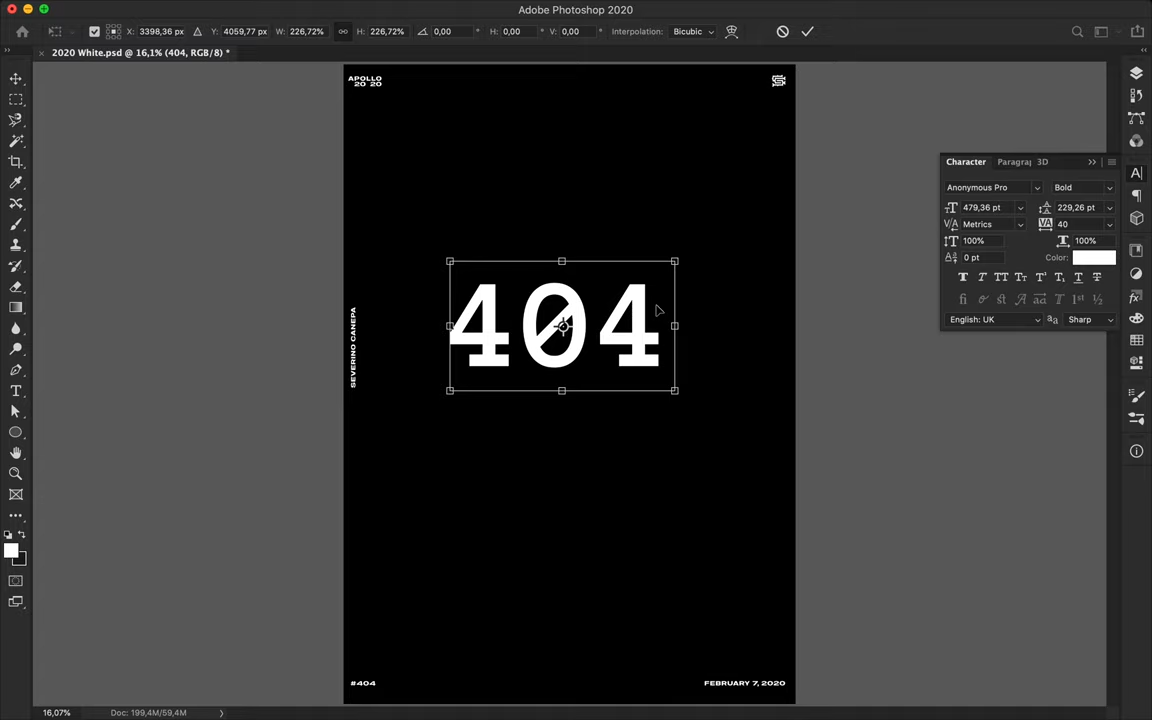 Adobe Photoshop 2020
X: 3398,36 px Y: 4059,77 px W: 226,72% H: 226,72% 0,00 ° H: 0,00 ° V: 0,00 ° Interpolation: Bicubic
× 2020 White.psd @ 16,1% (404, RGB/8) *
APOLLO
20 20
Character Paragra 3D
Anonymous Pro Bold
479,36 pt 229,26 pt
Metrics 40
100% 100%
0 pt Color:
English: UK Sharp
404
SEVERINO CANEPA
#404 FEBRUARY 7, 2020
16,07% Doc: 199,4M/59,4M